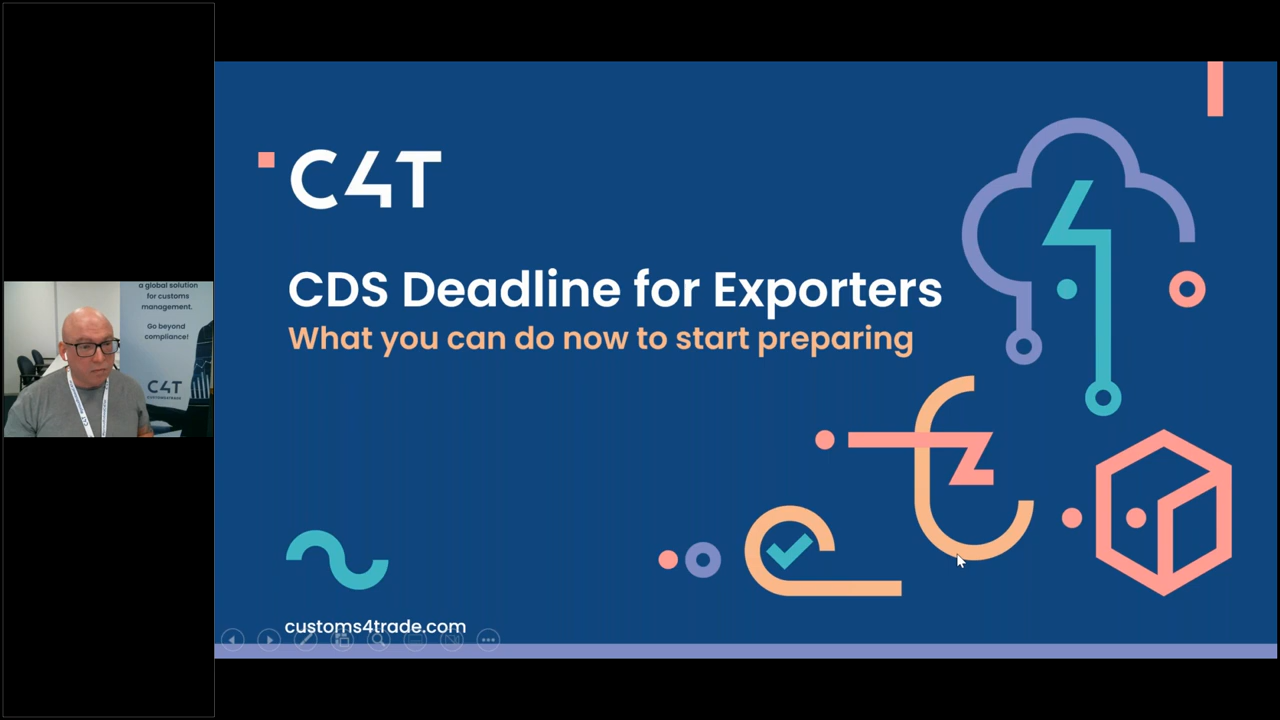 a global solution
for customs
management.
Go beyond
compliance!
C4T
CUSTOMS4TRADE
C4T
CDS Deadline for Exporters
What you can do now to start preparing
customs4trade.com